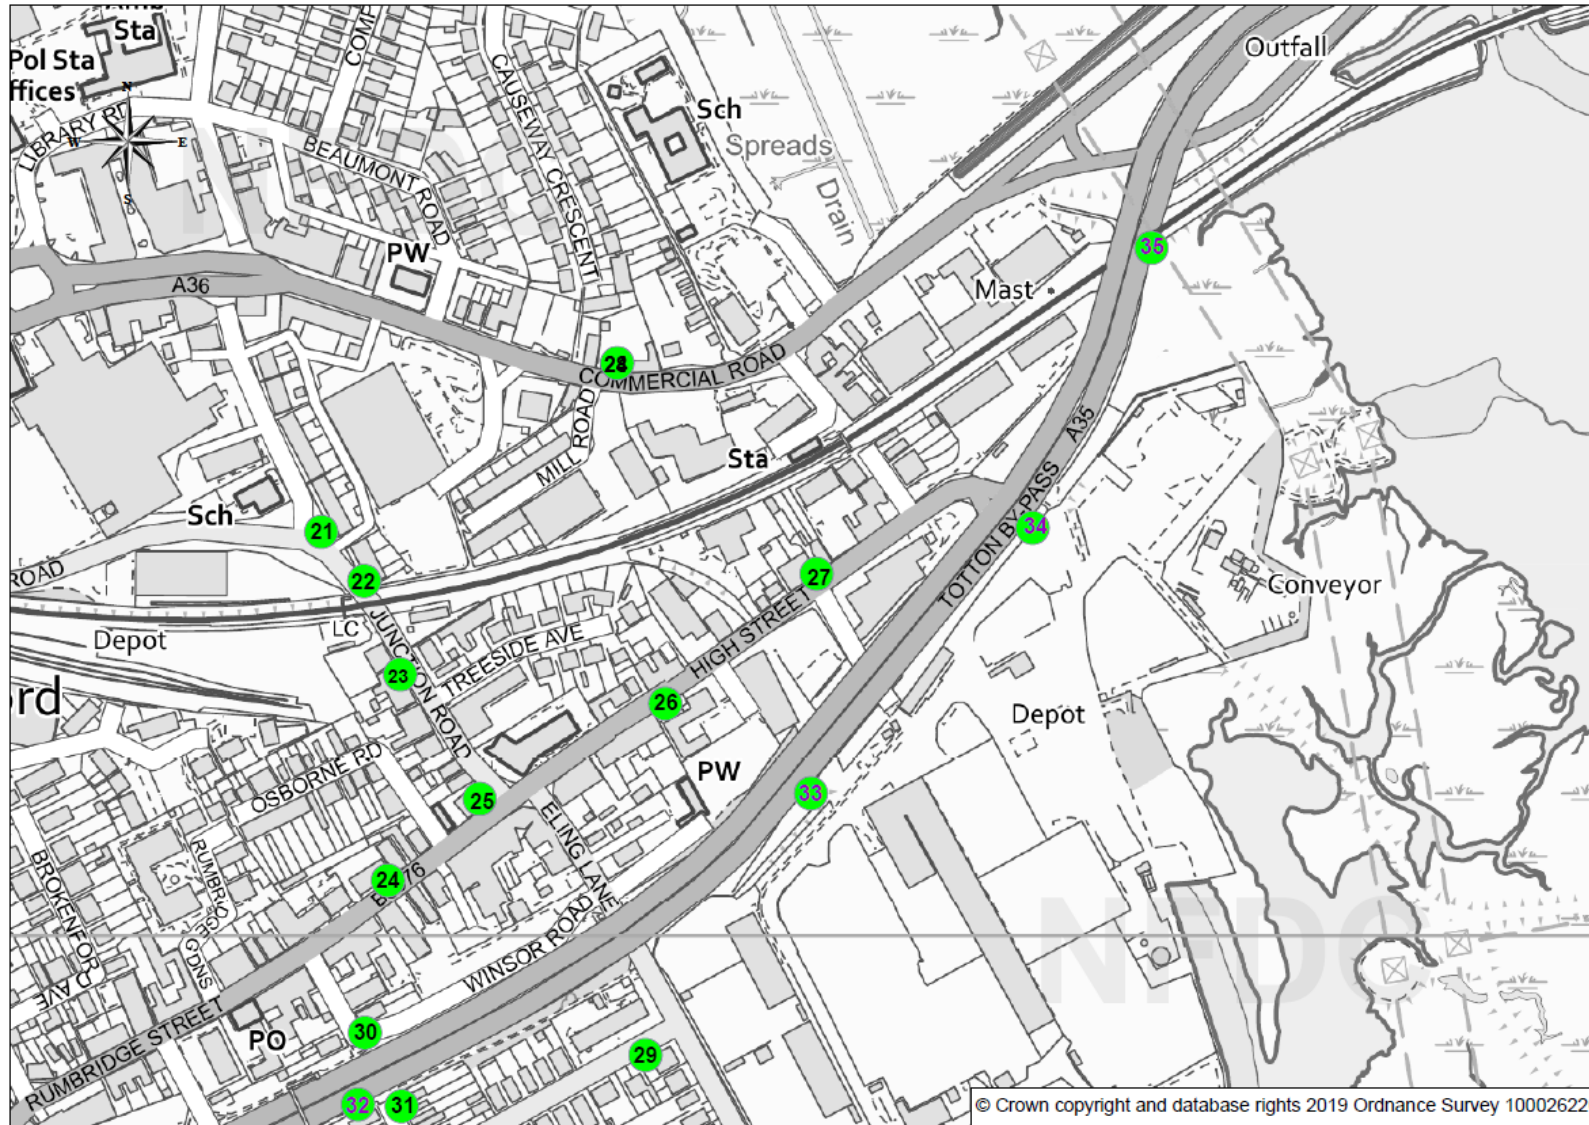 Sta
Pol Sta
ffices
LIBRARY RD
N
W
E
S
BEAUMONT ROAD
CAUSEWAY CRESCENT
Sch
Spreads
Drain
Outfall
PW
A36
35
Mast
COMMERCIAL ROAD
MILL ROAD
Sta
A35
TOTTON BY-PASS
Sch
21
22
34
27
ROAD
Depot
LC
JUNCTION ROAD
TREESIDE AVE
HIGH STREET
Conveyor
23
26
ord
Depot
OSBORNE RD
PW
33
25
ELING LANE
24
BROKENFORD AVE
RUMBRIDGE GDNS
WINSOR ROAD
NFDC
RUMBRIDGE STREET
PO
30
29
32
31
© Crown copyright and database rights 2019 Ordnance Survey 100026220